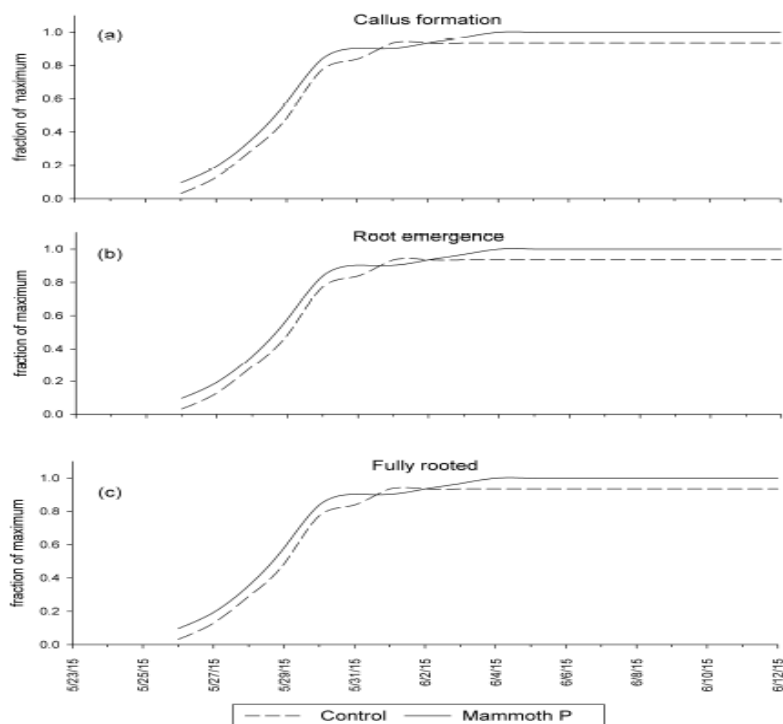 Callus formation
(a)
fraction of maximum
1.0
0.8
0.6
0.4
0.2
0.0
Root emergence
(b)
fraction of maximum
1.0
0.8
0.6
0.4
0.2
0.0
Fully rooted
(c)
fraction of maximum
1.0
0.8
0.6
0.4
0.2
0.0
5/23/15
5/25/15
5/27/15
5/29/15
5/31/15
6/2/15
6/4/15
6/6/15
6/8/15
6/10/15
6/12/15
Control Mammoth P